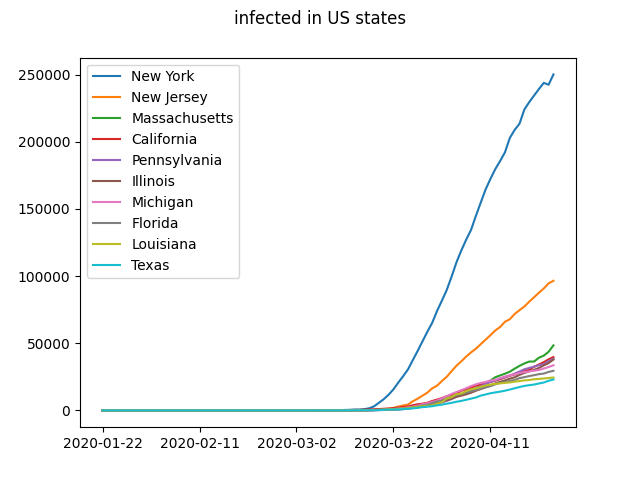 infected in US states
250000
200000
150000
100000
50000
0
New York
New Jersey
Massachusetts
California
Pennsylvania
Illinois
Michigan
Florida
Louisiana
Texas
2020-01-22 2020-02-11 2020-03-02 2020-03-22 2020-04-11